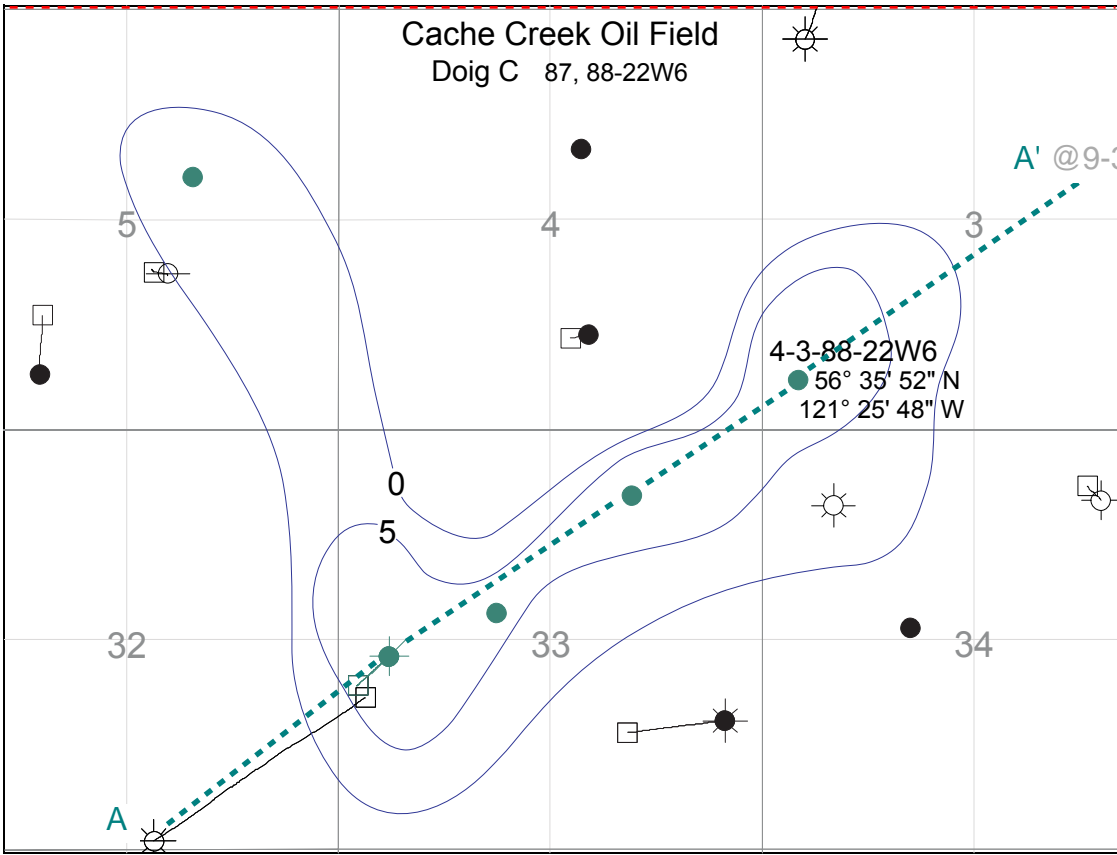 Cache Creek Oil Field
Doig C 87, 88-22W6
A' @9-3
5
4
3
4-3-88-22W6
56° 35' 52" N
121° 25' 48" W
0
5
32
33
34
A